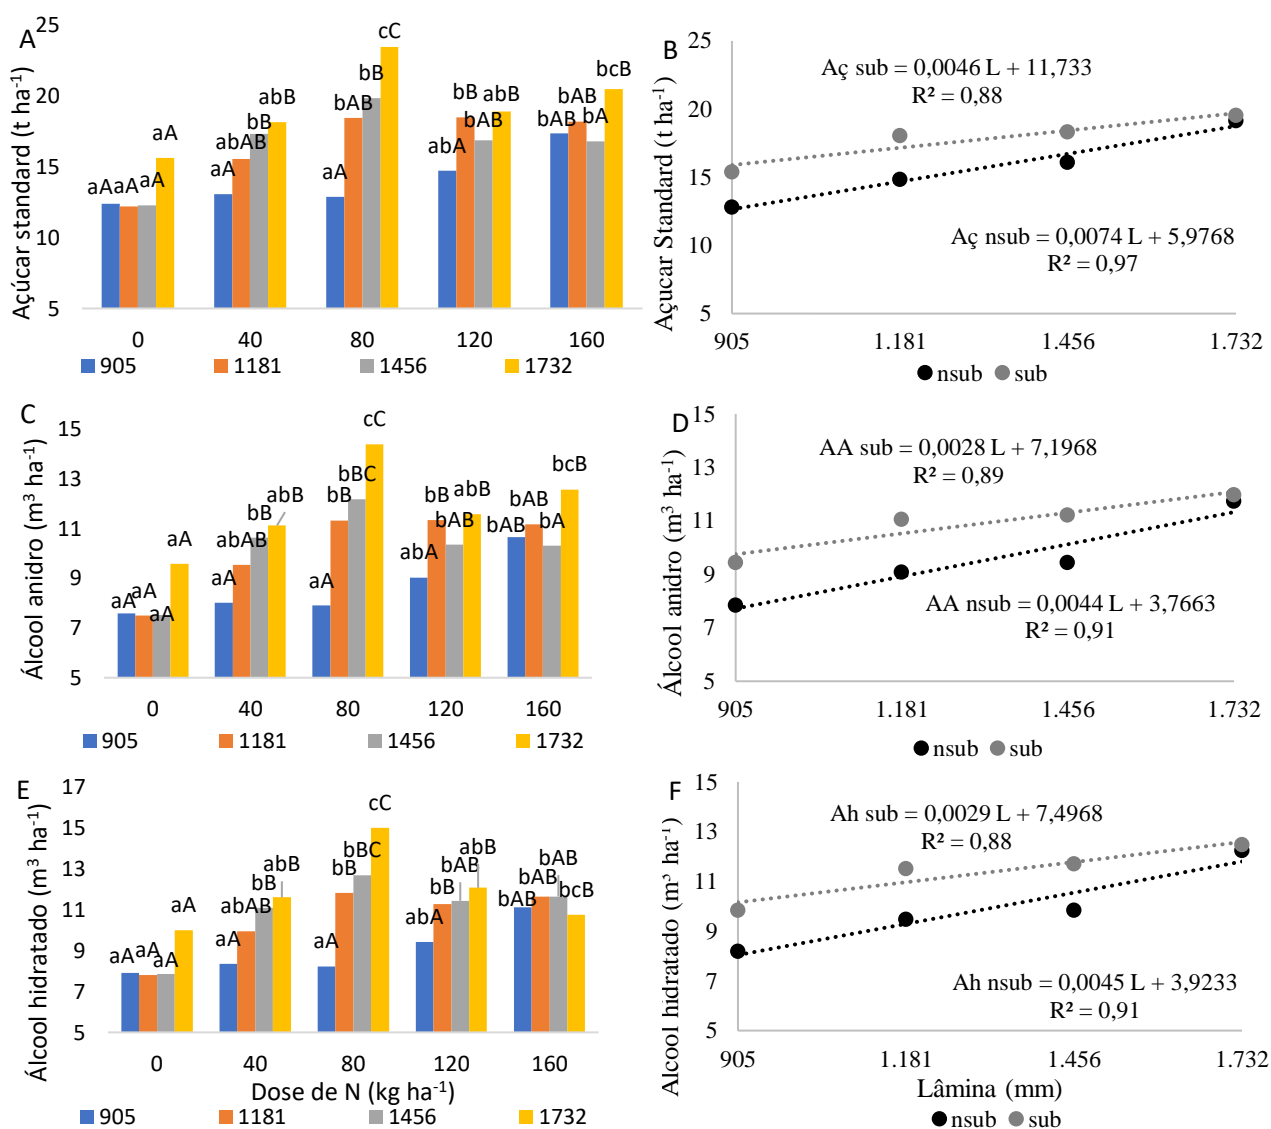 A
Açúcar standard (t ha⁻¹)
25
20
15
10
5
aA aA aA aA
aA abAB bB abB
aA bAB bB cC
abA bB bAB abB
bAB bAB bA bcB
0 40 80 120 160
905 1181 1456 1732
B
Açucar Standard (t ha⁻¹)
25
20
15
10
5
Aç sub = 0,0046 L + 11,733
R² = 0,88
Aç nsub = 0,0074 L + 5,9768
R² = 0,97
905 1.181 1.456 1.732
nsub sub
C
Álcool anidro (m³ ha⁻¹)
15
13
11
9
7
5
aA aA aA aA
aA abAB bB abB
aA bB bBC cC
abA bB bAB abB
bAB bAB bA bcB
0 40 80 120 160
905 1181 1456 1732
D
Álcool anidro (m³ ha⁻¹)
15
13
11
9
7
5
AA sub = 0,0028 L + 7,1968
R² = 0,89
AA nsub = 0,0044 L + 3,7663
R² = 0,91
905 1.181 1.456 1.732
nsub sub
E
Álcool hidratado (m³ ha⁻¹)
17
15
13
11
9
7
5
aA aA aA aA
aA abAB bB abB
aA bB bBC cC
abA bB bAB abB
bAB bAB bAB bcB
0 40 80 120 160
Dose de N (kg ha⁻¹)
905 1181 1456 1732
F
Alcool hidratado (m³ ha⁻¹)
15
13
11
9
7
5
Ah sub = 0,0029 L + 7,4968
R² = 0,88
Ah nsub = 0,0045 L + 3,9233
R² = 0,91
905 1.181 1.456 1.732
Lâmina (mm)
nsub sub